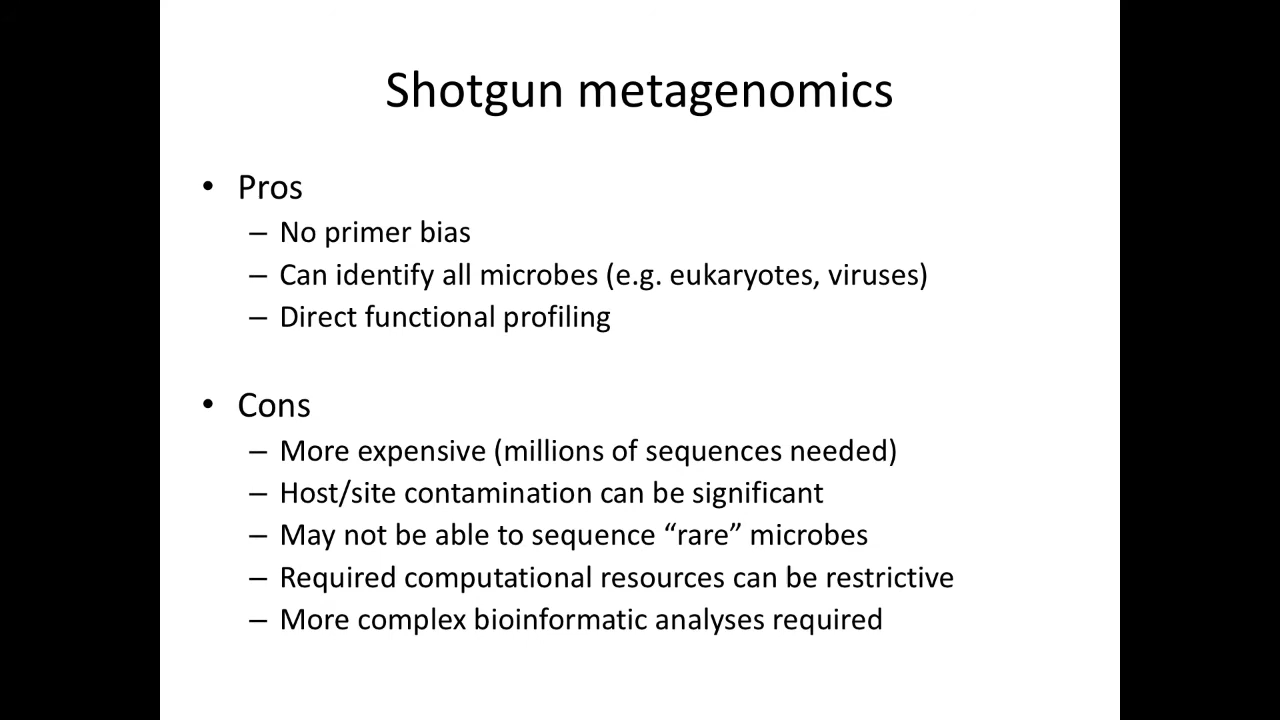 Shotgun metagenomics
• Pros
– No primer bias
– Can identify all microbes (e.g. eukaryotes, viruses)
– Direct functional profiling
• Cons
– More expensive (millions of sequences needed)
– Host/site contamination can be significant
– May not be able to sequence “rare” microbes
– Required computational resources can be restrictive
– More complex bioinformatic analyses required